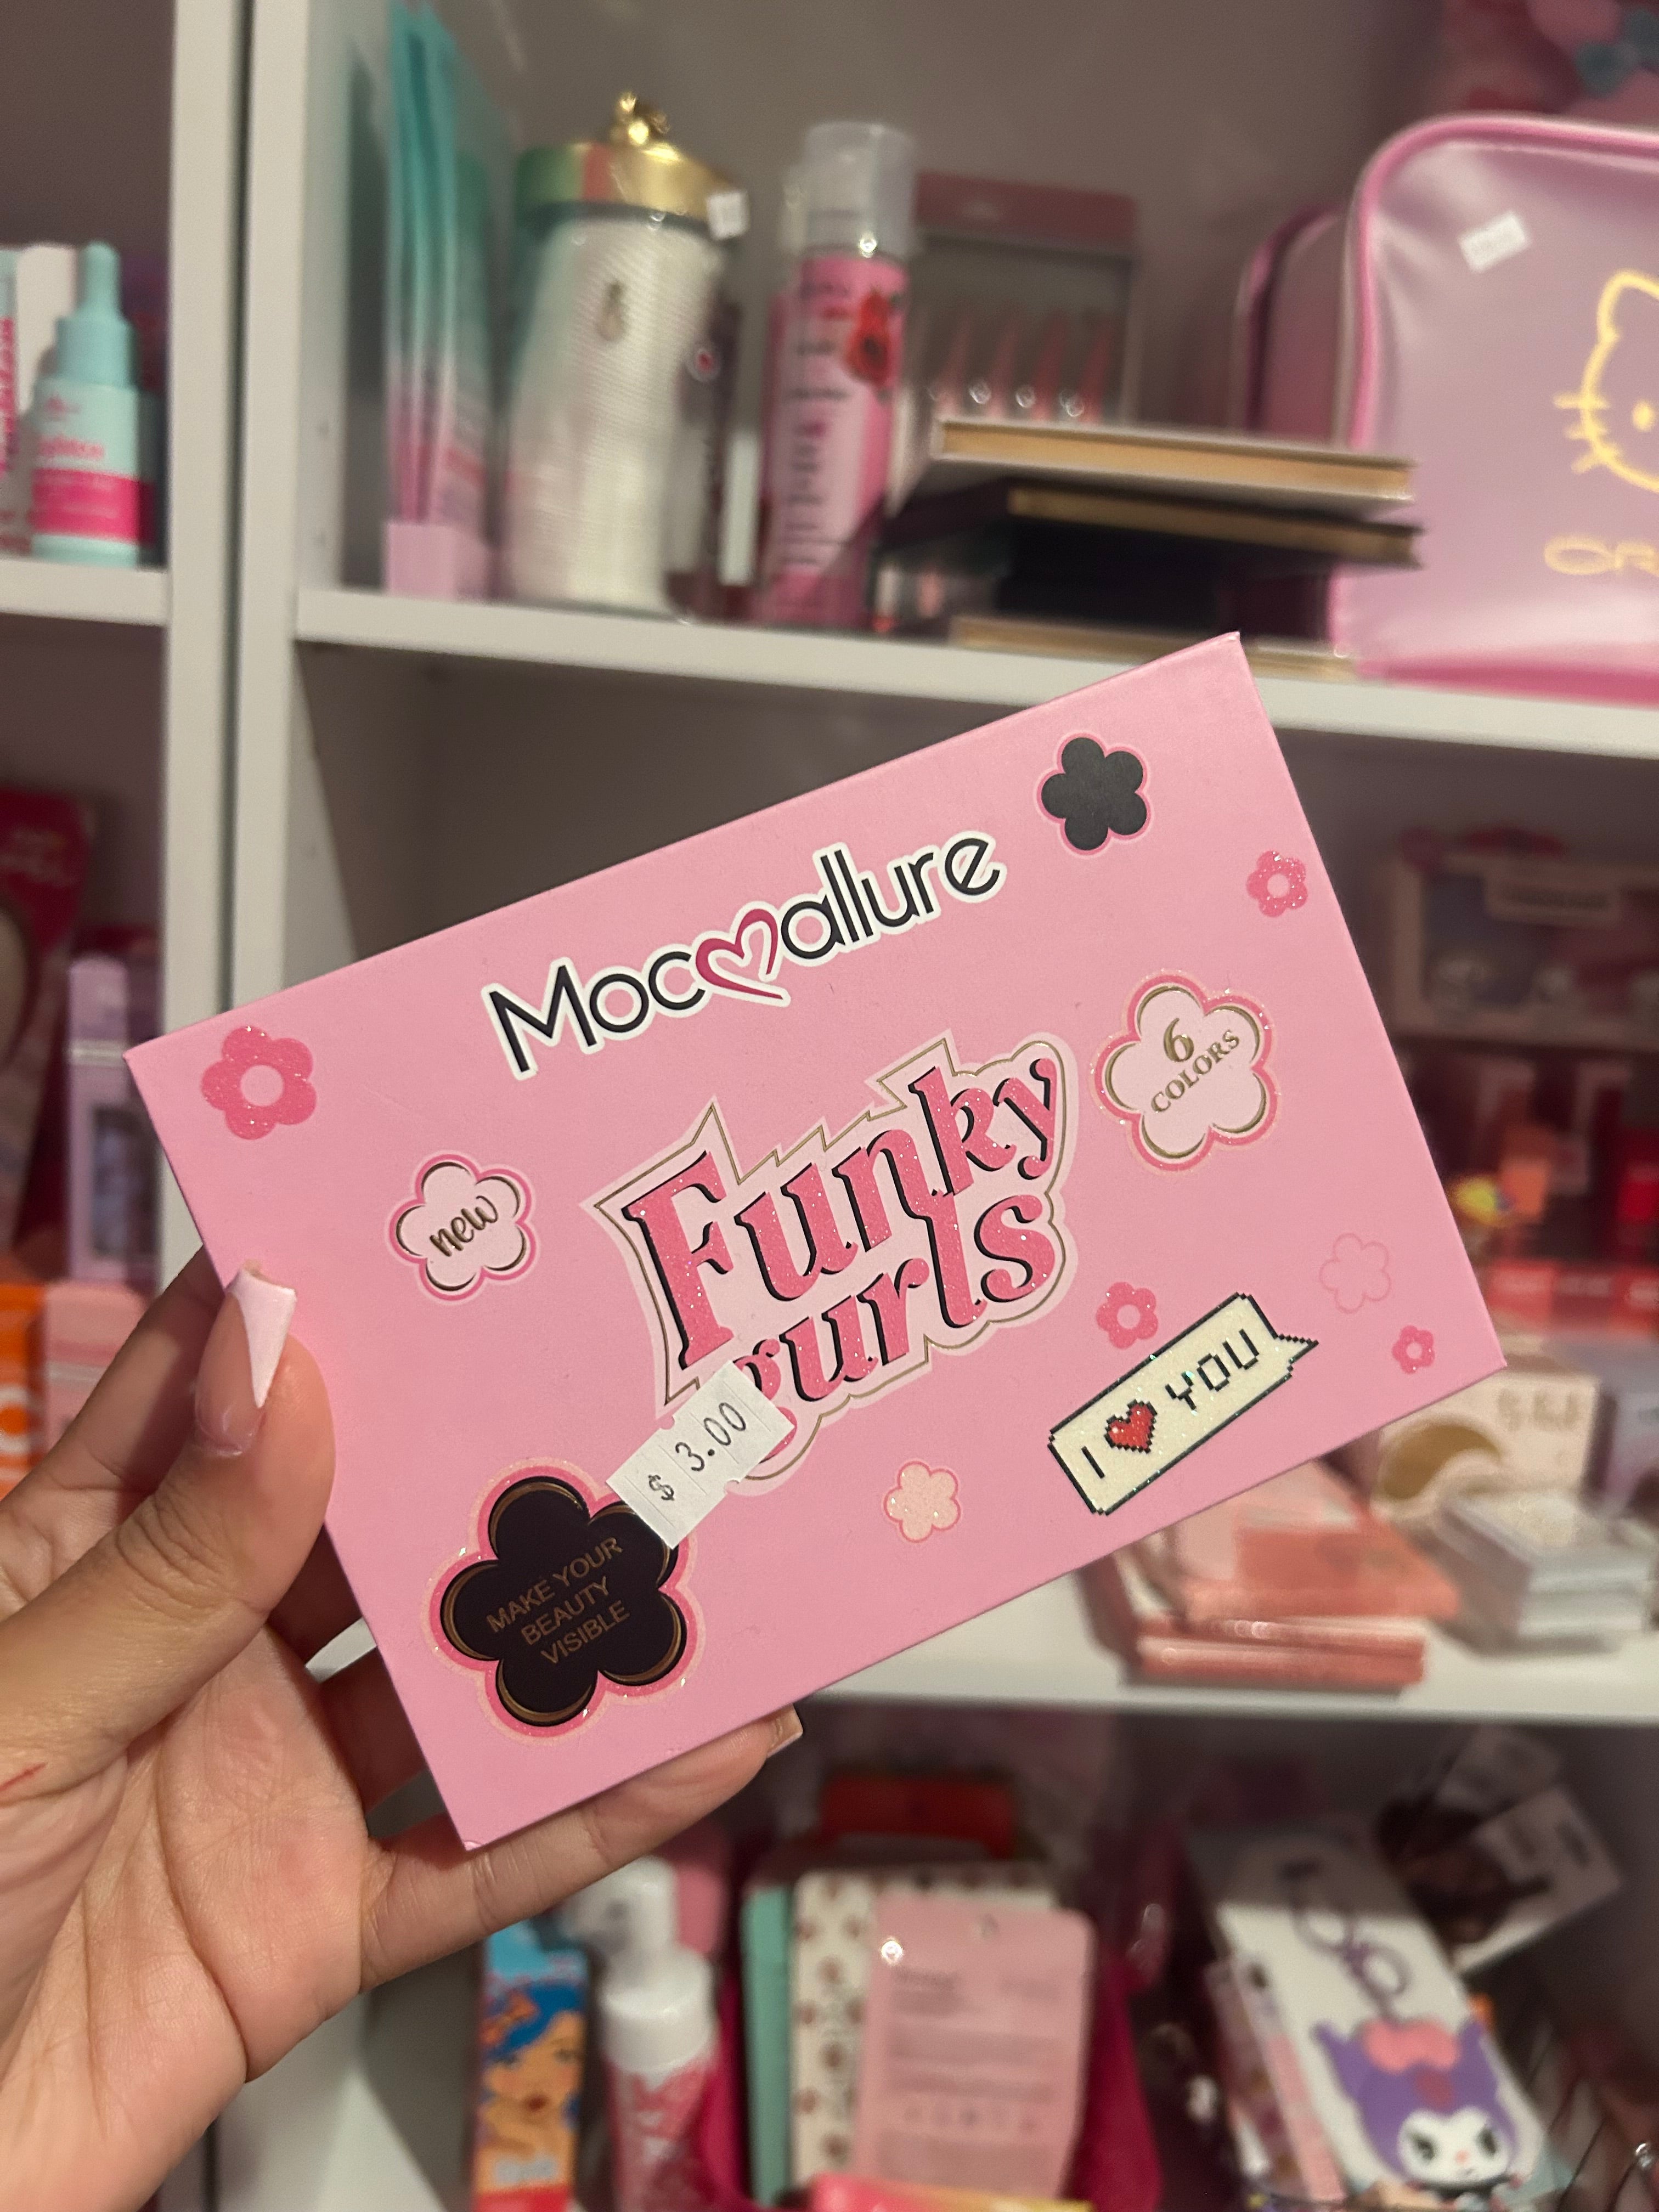 Mocallure
new
Funky
gurls
6
COLORS
$ 3.00
I ❤ YOU
MAKE YOUR
BEAUTY
VISIBLE